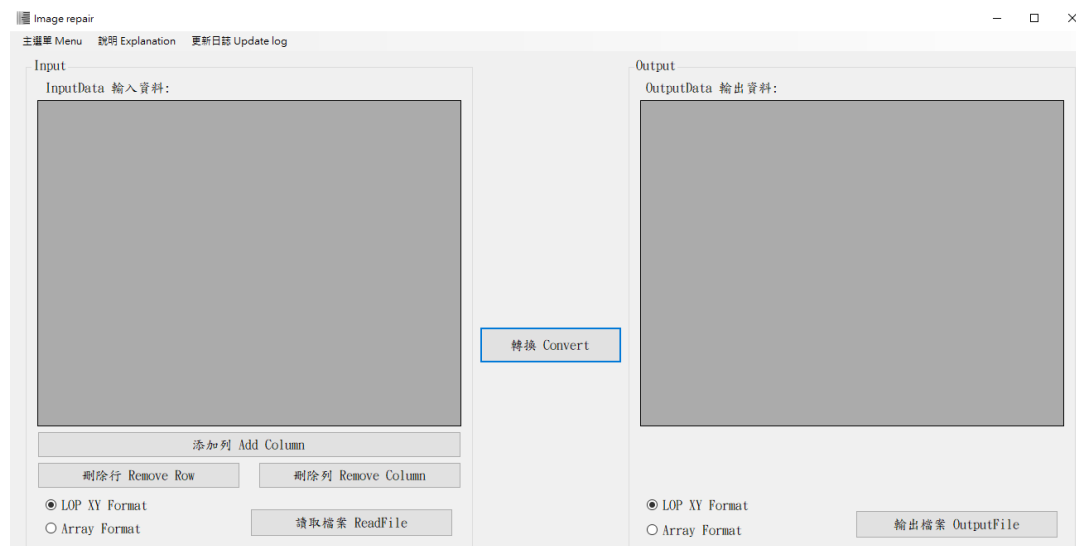 Image repair
主選單 Menu 說明 Explanation 更新日誌 Update log
Input
InputData 輸入資料:
添加列 Add Column
刪除行 Remove Row
刪除列 Remove Column
LOP XY Format
Array Format
讀取檔案 ReadFile
轉換 Convert
Output
OutputData 輸出資料:
LOP XY Format
Array Format
輸出檔案 OutputFile